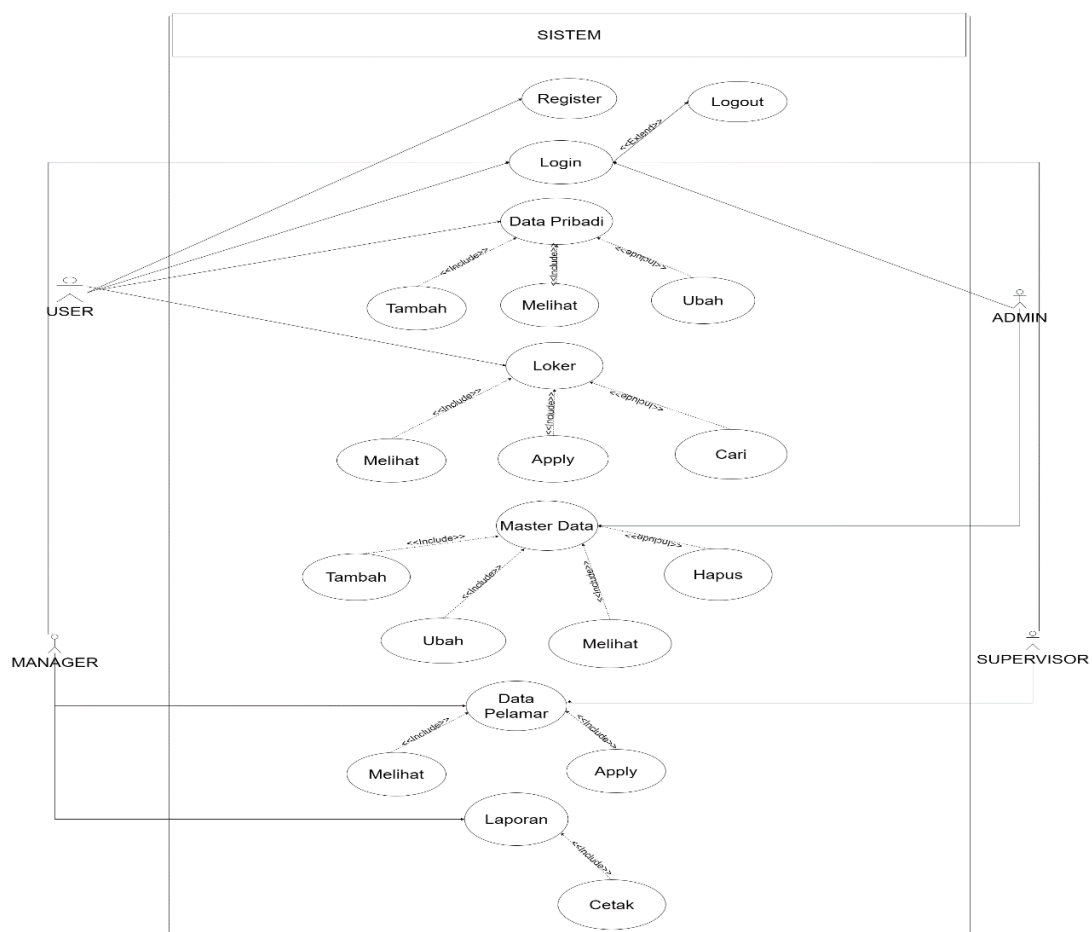 SISTEM
Register
Logout
<<Extend>>
Login
Data Pribadi
<<Include>>
<<Include>>
<<Include>>
Tambah
Melihat
Ubah
USER
ADMIN
Loker
<<Include>>
<<Include>>
<<Include>>
Melihat
Apply
Cari
Master Data
<<Include>>
<<Include>>
<<Include>>
<<Include>>
Tambah
Hapus
Ubah
Melihat
MANAGER
SUPERVISOR
Data
Pelamar
<<Include>>
<<Include>>
Melihat
Apply
Laporan
<<Include>>
Cetak